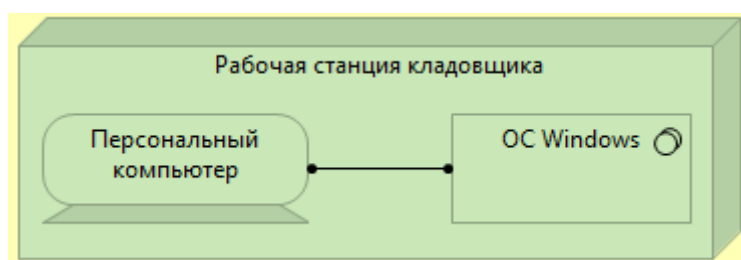 Рабочая станция кладовщика
Персональный
компьютер
ОС Windows